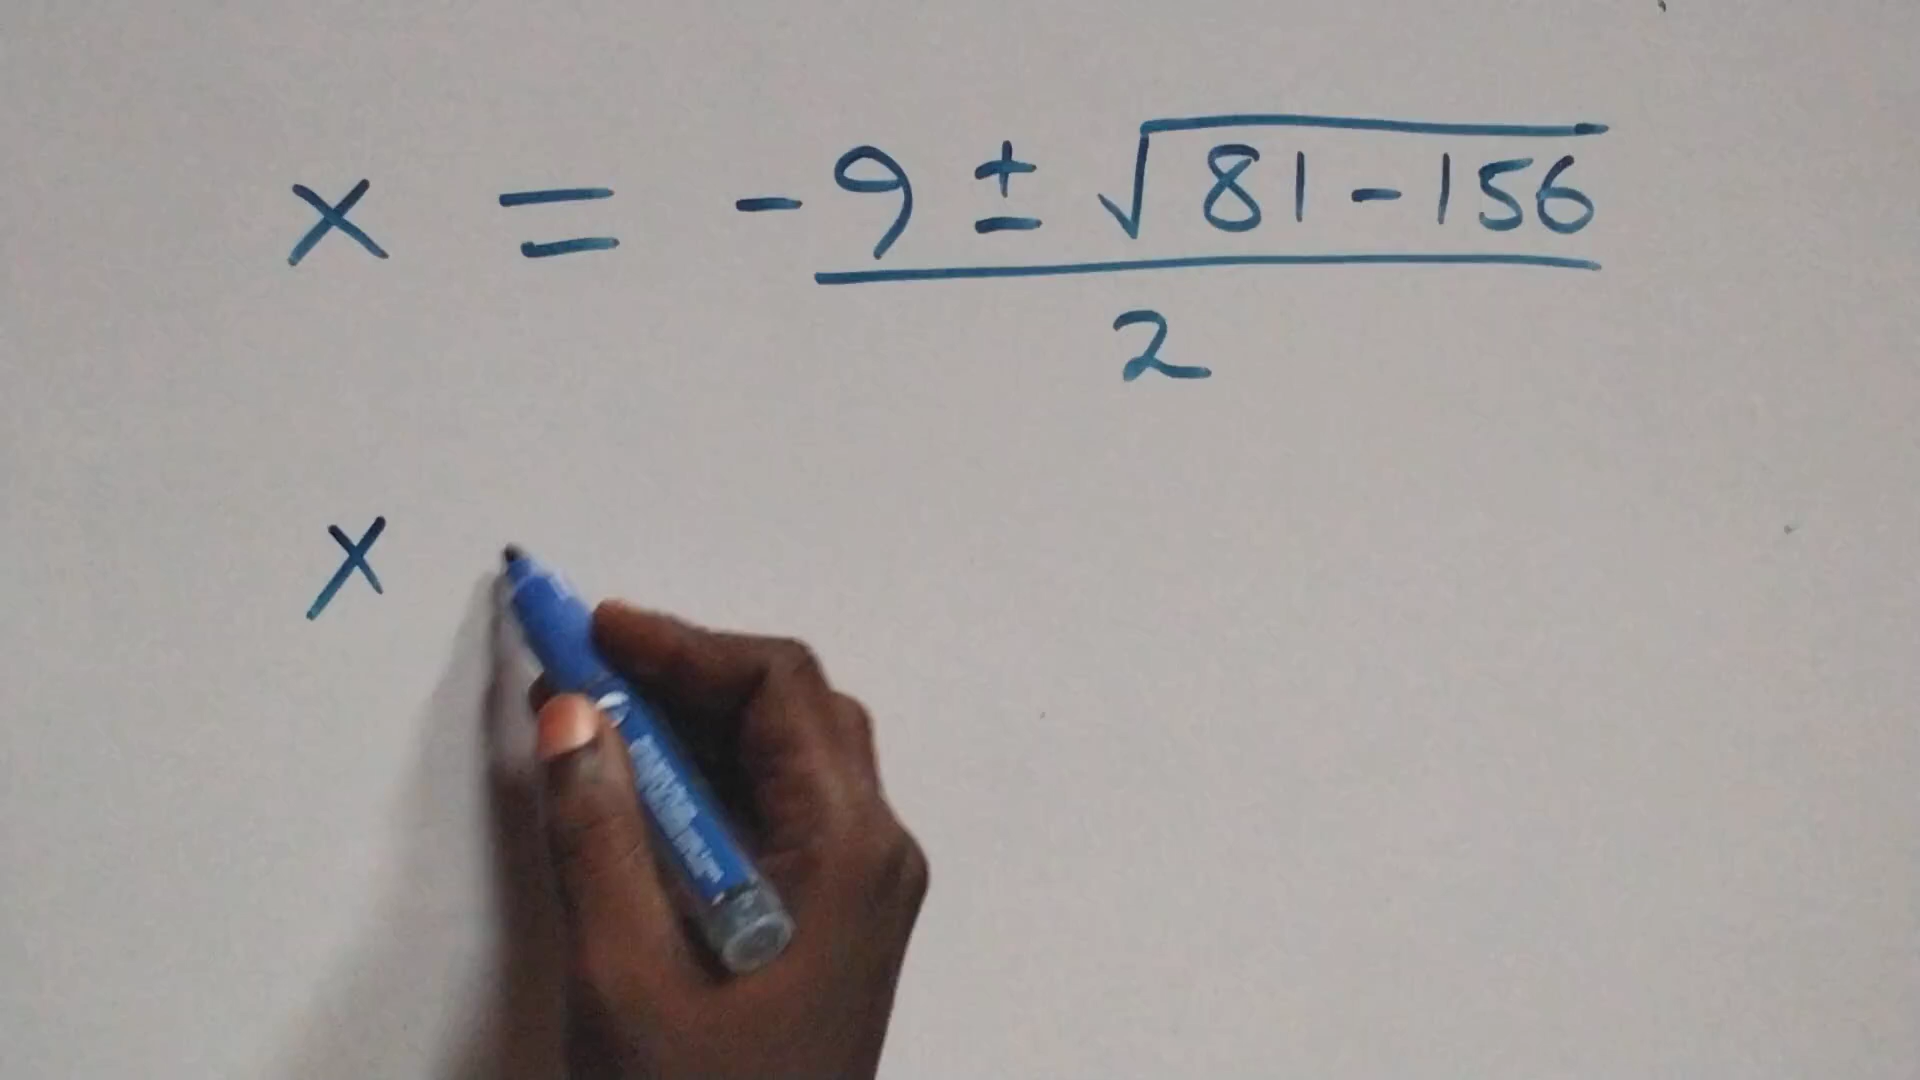 x = -9 ± √81-156
2
x